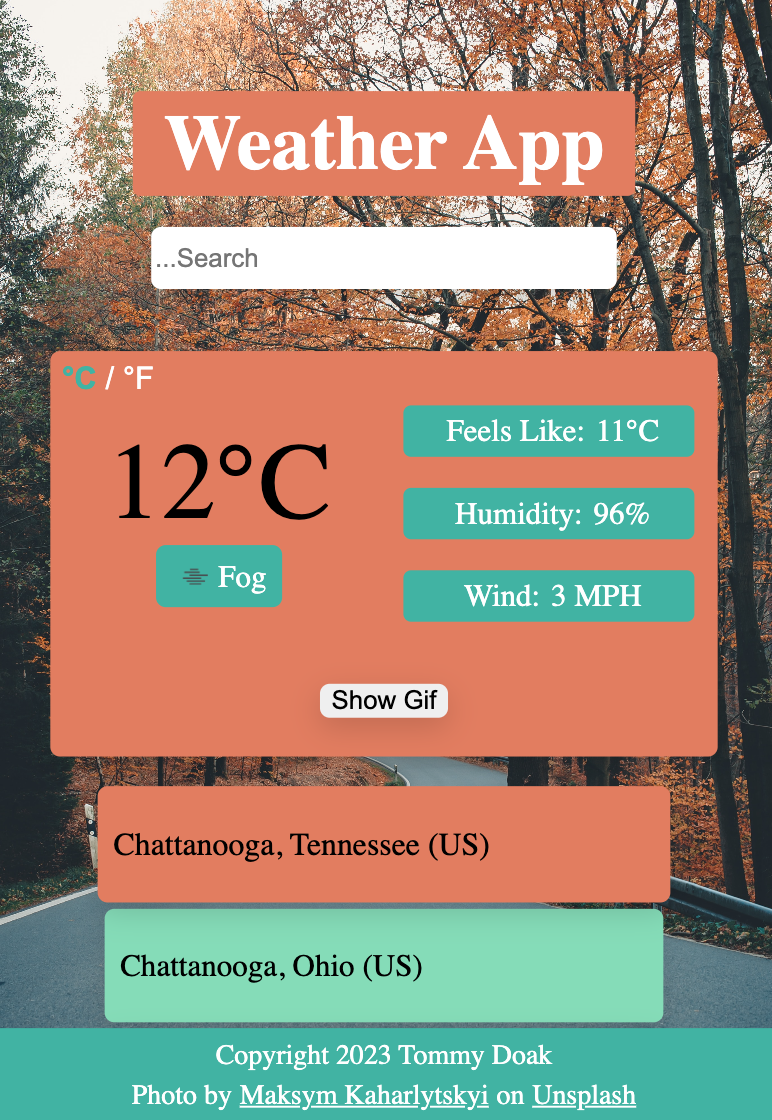 Weather App
...Search
°C / °F
12°C
Fog
Feels Like: 11°C
Humidity: 96%
Wind: 3 MPH
Show Gif
Chattanooga, Tennessee (US)
Chattanooga, Ohio (US)
Copyright 2023 Tommy Doak
Photo by Maksym Kaharlytskyi on Unsplash